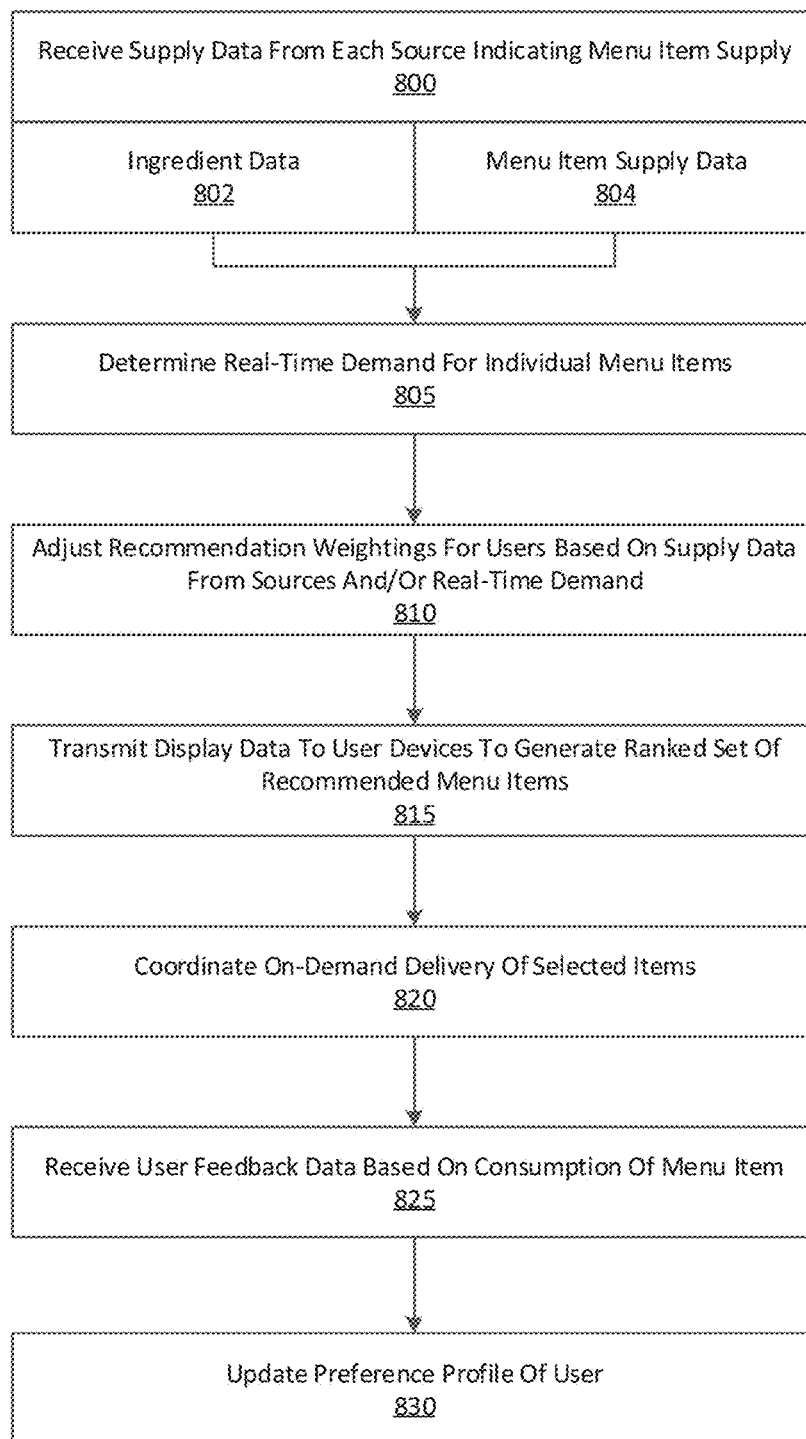 Receive Supply Data From Each Source Indicating Menu Item Supply
800
Ingredient Data
802
Menu Item Supply Data
804
Determine Real-Time Demand For Individual Menu Items
805
Adjust Recommendation Weightings For Users Based On Supply Data
From Sources And/Or Real-Time Demand
810
Transmit Display Data To User Devices To Generate Ranked Set Of
Recommended Menu Items
815
Coordinate On-Demand Delivery Of Selected Items
820
Receive User Feedback Data Based On Consumption Of Menu Item
825
Update Preference Profile Of User
830